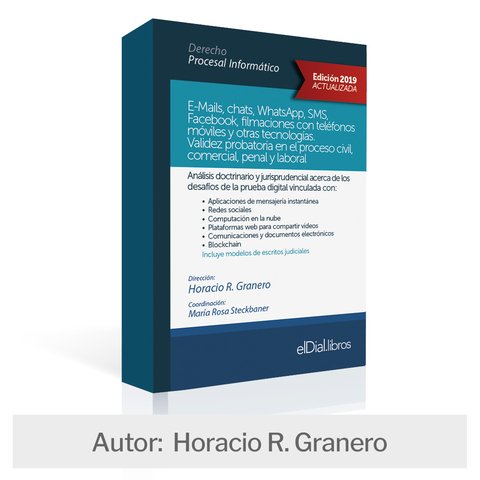 Derecho
Procesal Informático
Edición 2019
ACTUALIZADA
E-Mails, chats, WhatsApp, SMS,
Facebook, filmaciones con teléfonos
móviles y otras tecnologías.
Validez probatoria en el proceso civil,
comercial, penal y laboral
Análisis doctrinario y jurisprudencial acerca de los
desafíos de la prueba digital vinculada con:
• Aplicaciones de mensajería instantánea
• Redes sociales
• Computación en la nube
• Plataformas web para compartir videos
• Comunicaciones y documentos electrónicos
• Blockchain
Incluye modelos de escritos judiciales
Dirección:
Horacio R. Granero
Coordinación:
María Rosa Steckbaner
elDial.libros
Autor: Horacio R. Granero